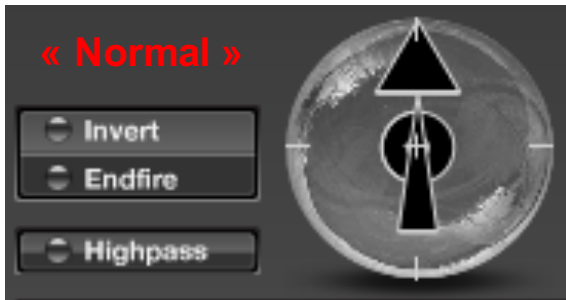 « Normal »
Invert
Endfire
Highpass